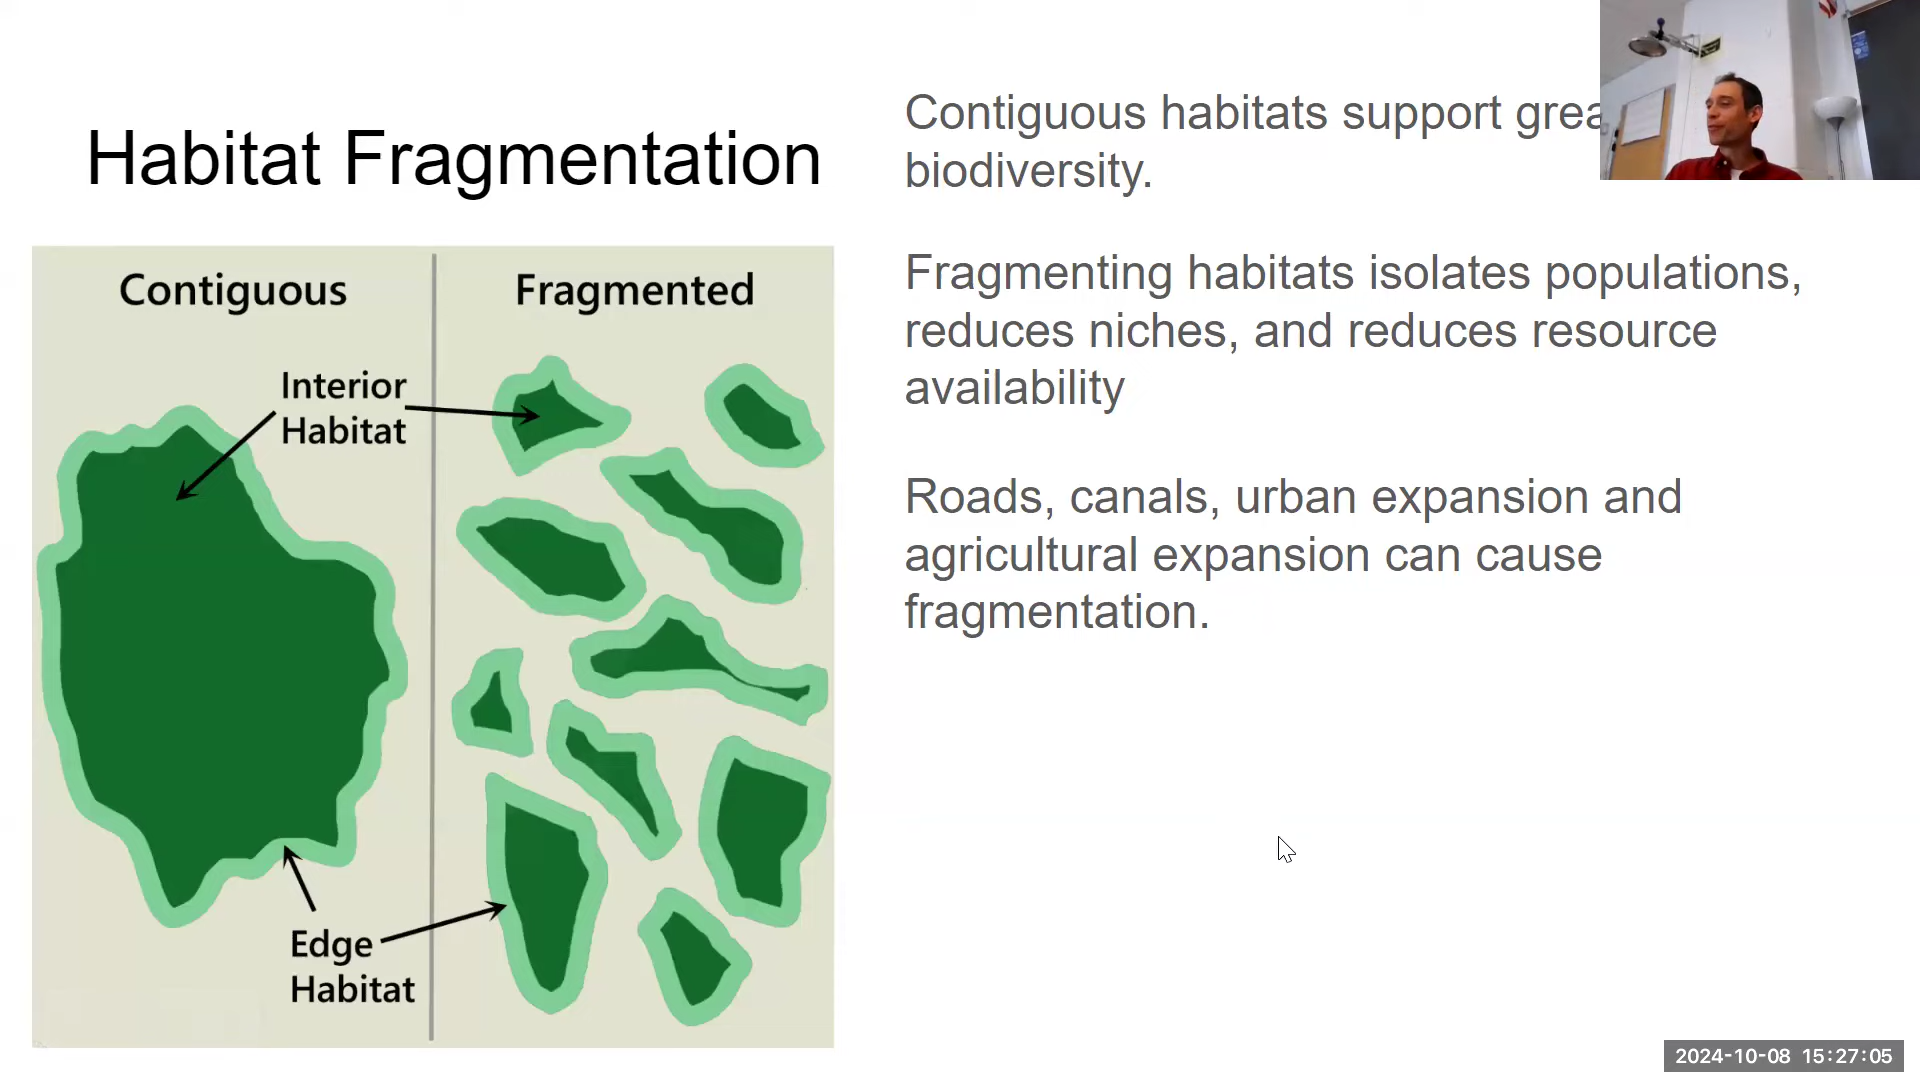 Habitat Fragmentation
Contiguous
Fragmented
Interior
Habitat
Edge
Habitat
Contiguous habitats support
biodiversity.
Fragmenting habitats isolates populations,
reduces niches, and reduces resource
availability
Roads, canals, urban expansion and
agricultural expansion can cause
fragmentation.
2024-10-08 15:27:05